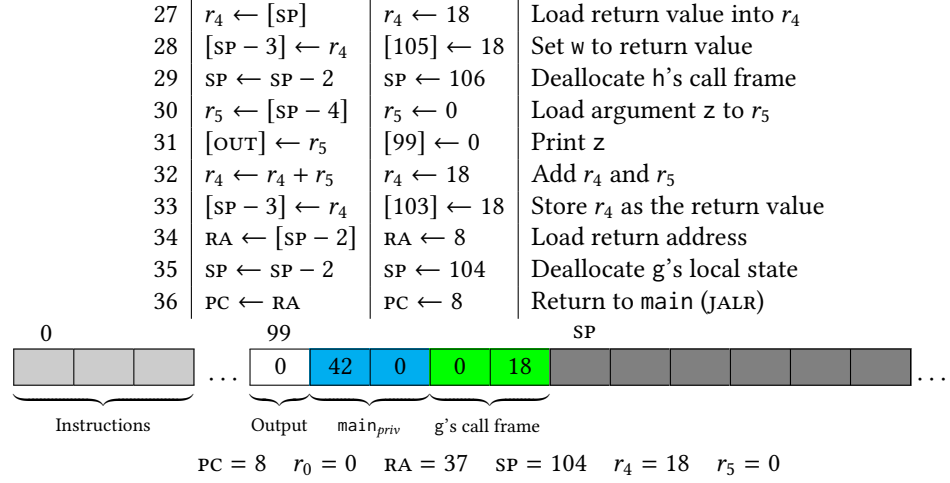 27 r₄ ← [SP] r₄ ← 18 Load return value into r₄
28 [SP − 3] ← r₄ [105] ← 18 Set w to return value
29 SP ← SP − 2 SP ← 106 Deallocate h's call frame
30 r₅ ← [SP − 4] r₅ ← 0 Load argument z to r₅
31 [OUT] ← r₅ [99] ← 0 Print z
32 r₄ ← r₄ + r₅ r₄ ← 18 Add r₄ and r₅
33 [SP − 3] ← r₄ [103] ← 18 Store r₄ as the return value
34 RA ← [SP − 2] RA ← 8 Load return address
35 SP ← SP − 2 SP ← 104 Deallocate g's local state
36 PC ← RA PC ← 8 Return to main (JALR)
0 99 SP
... 0 42 0 0 18 ...
Instructions Output main_priv g's call frame
PC = 8 r₀ = 0 RA = 37 SP = 104 r₄ = 18 r₅ = 0